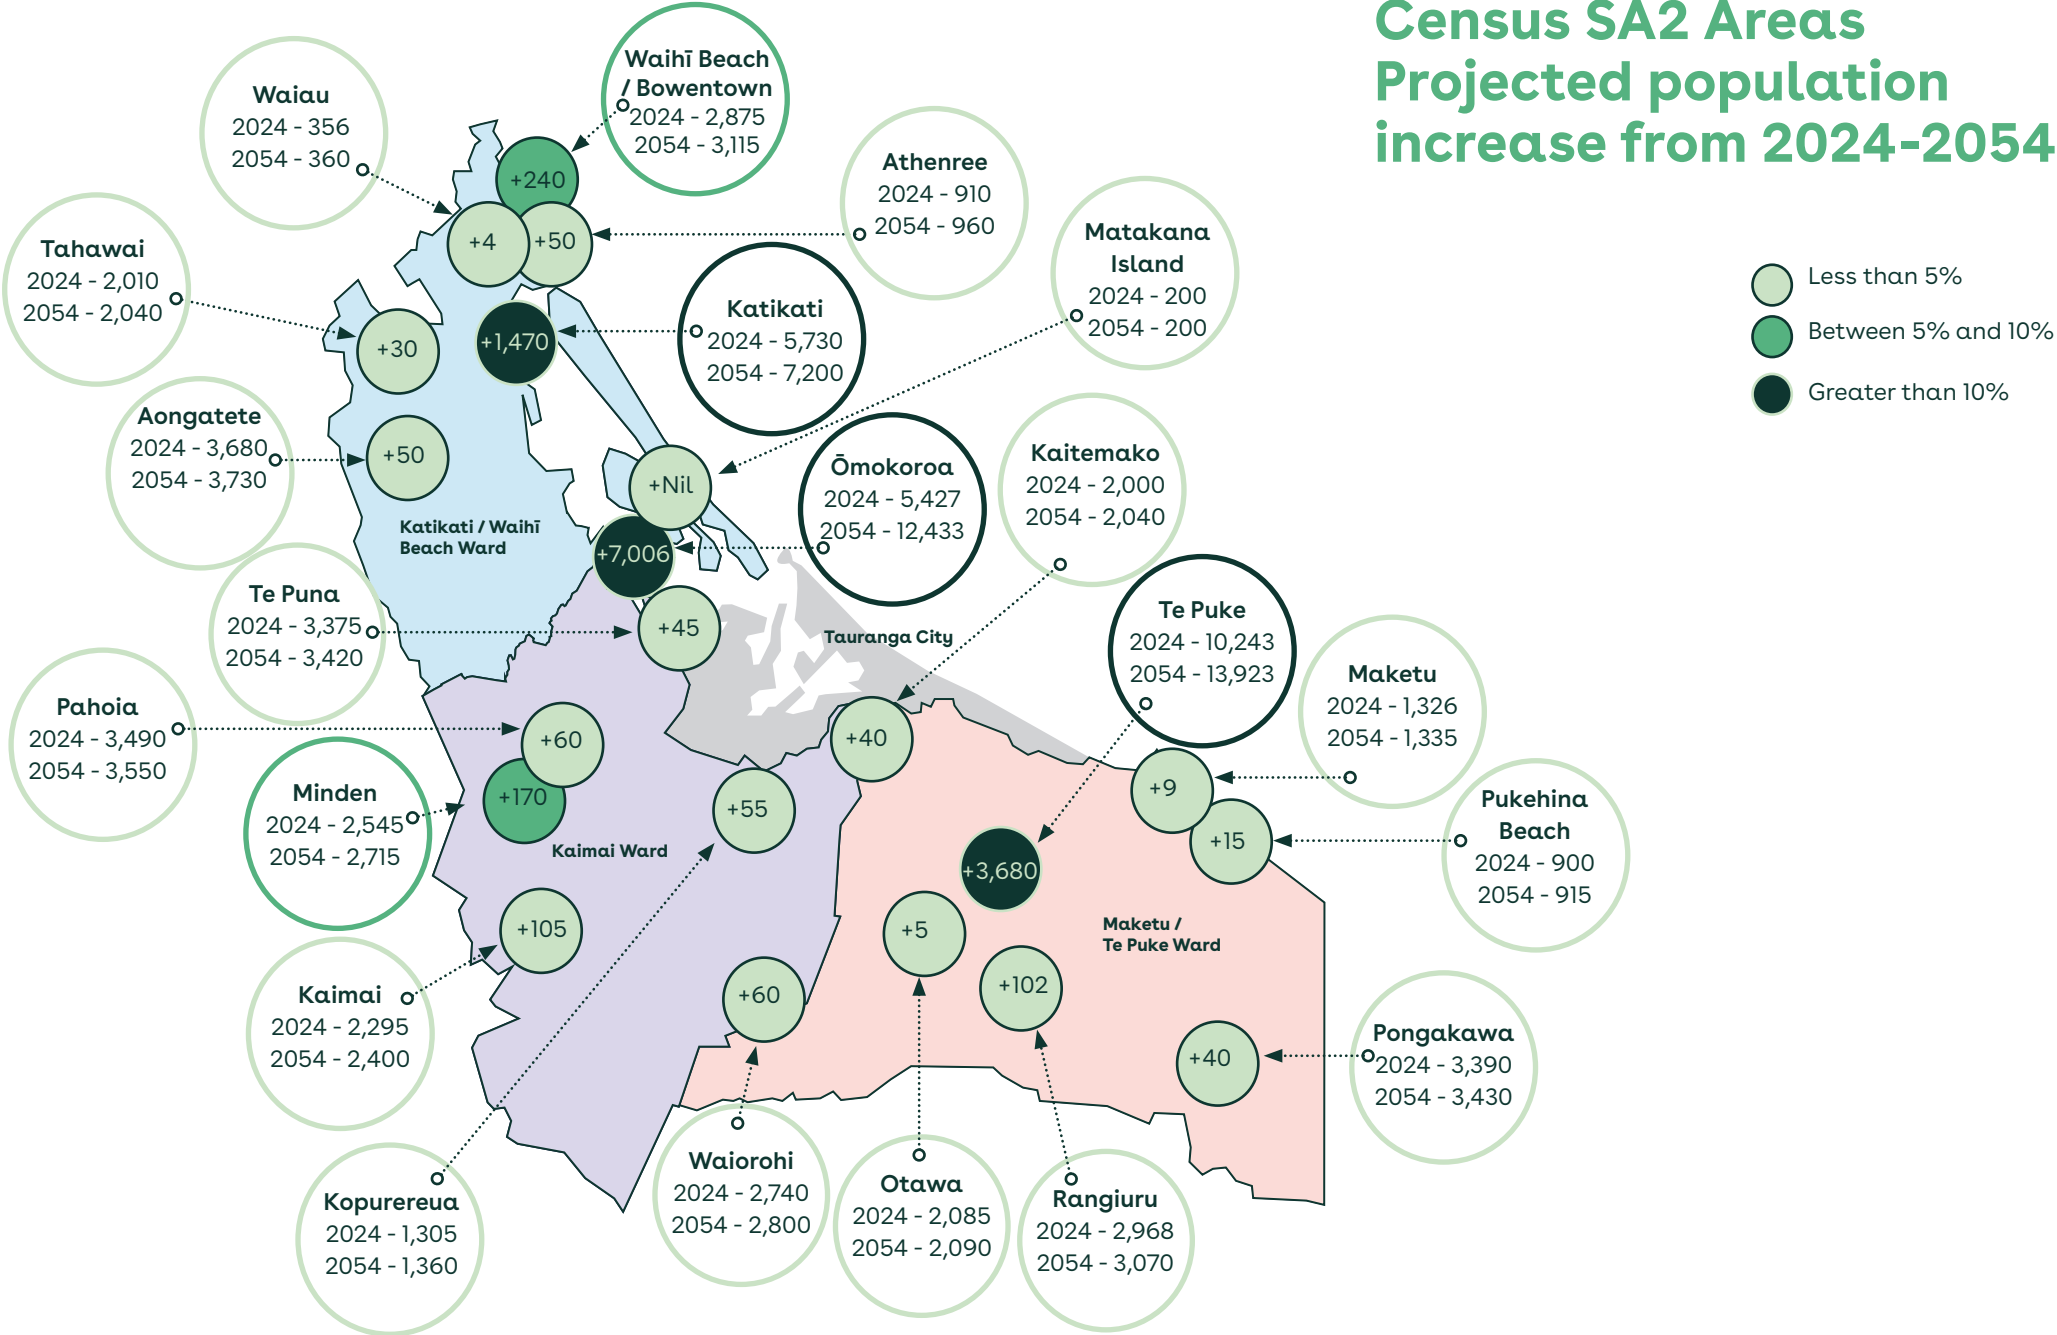 Census SA2 Areas
Projected population
increase from 2024-2054
Less than 5%
Between 5% and 10%
Greater than 10%
Waihī Beach
/ Bowentown
2024 - 2,875
2054 - 3,115
Waiau
2024 - 356
2054 - 360
Athenree
2024 - 910
2054 - 960
Matakana
Island
2024 - 200
2054 - 200
Tahawai
2024 - 2,010
2054 - 2,040
Katikati
2024 - 5,730
2054 - 7,200
Aongatete
2024 - 3,680
2054 - 3,730
Ōmokoroa
2024 - 5,427
2054 - 12,433
Kaitemako
2024 - 2,000
2054 - 2,040
Te Puna
2024 - 3,375
2054 - 3,420
Te Puke
2024 - 10,243
2054 - 13,923
Maketu
2024 - 1,326
2054 - 1,335
Pahoia
2024 - 3,490
2054 - 3,550
Minden
2024 - 2,545
2054 - 2,715
Pukehina
Beach
2024 - 900
2054 - 915
Kaimai
2024 - 2,295
2054 - 2,400
Pongakawa
2024 - 3,390
2054 - 3,430
Kopurereua
2024 - 1,305
2054 - 1,360
Waiorohi
2024 - 2,740
2054 - 2,800
Otawa
2024 - 2,085
2054 - 2,090
Rangiuru
2024 - 2,968
2054 - 3,070
+240
+4
+50
+1,470
+30
+50
+Nil
Katikati / Waihī
Beach Ward
+7,006
+45
Tauranga City
+60
+40
+170
+55
Kaimai Ward
+9
+15
+3,680
+105
+5
Maketu /
Te Puke Ward
+102
+60
+40